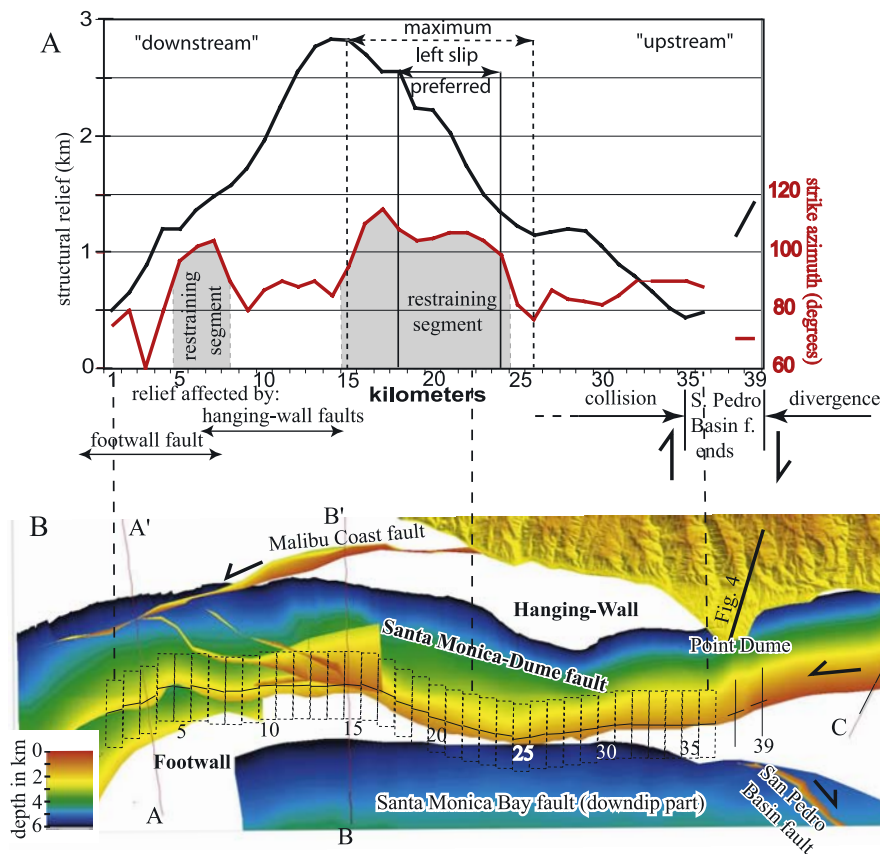 A
3
2
1
0
structural relief (km)
"downstream"
maximum
left slip
preferred
"upstream"
120
100
80
60
strike azimuth (degrees)
restraining
segment
restraining
segment
1
5
10
15
20
25
30
35
39
kilometers
relief affected by:
hanging-wall faults
footwall fault
collision
S. Pedro
Basin f.
ends
divergence
B
A'
B'
Malibu Coast fault
Hanging-Wall
Fig. 4
Santa Monica-Dume fault
Point Dume
5
10
15
20
25
30
35
39
C
Footwall
depth in km
0
2
4
6
A
B
Santa Monica Bay fault (downdip part)
San Pedro
Basin fault